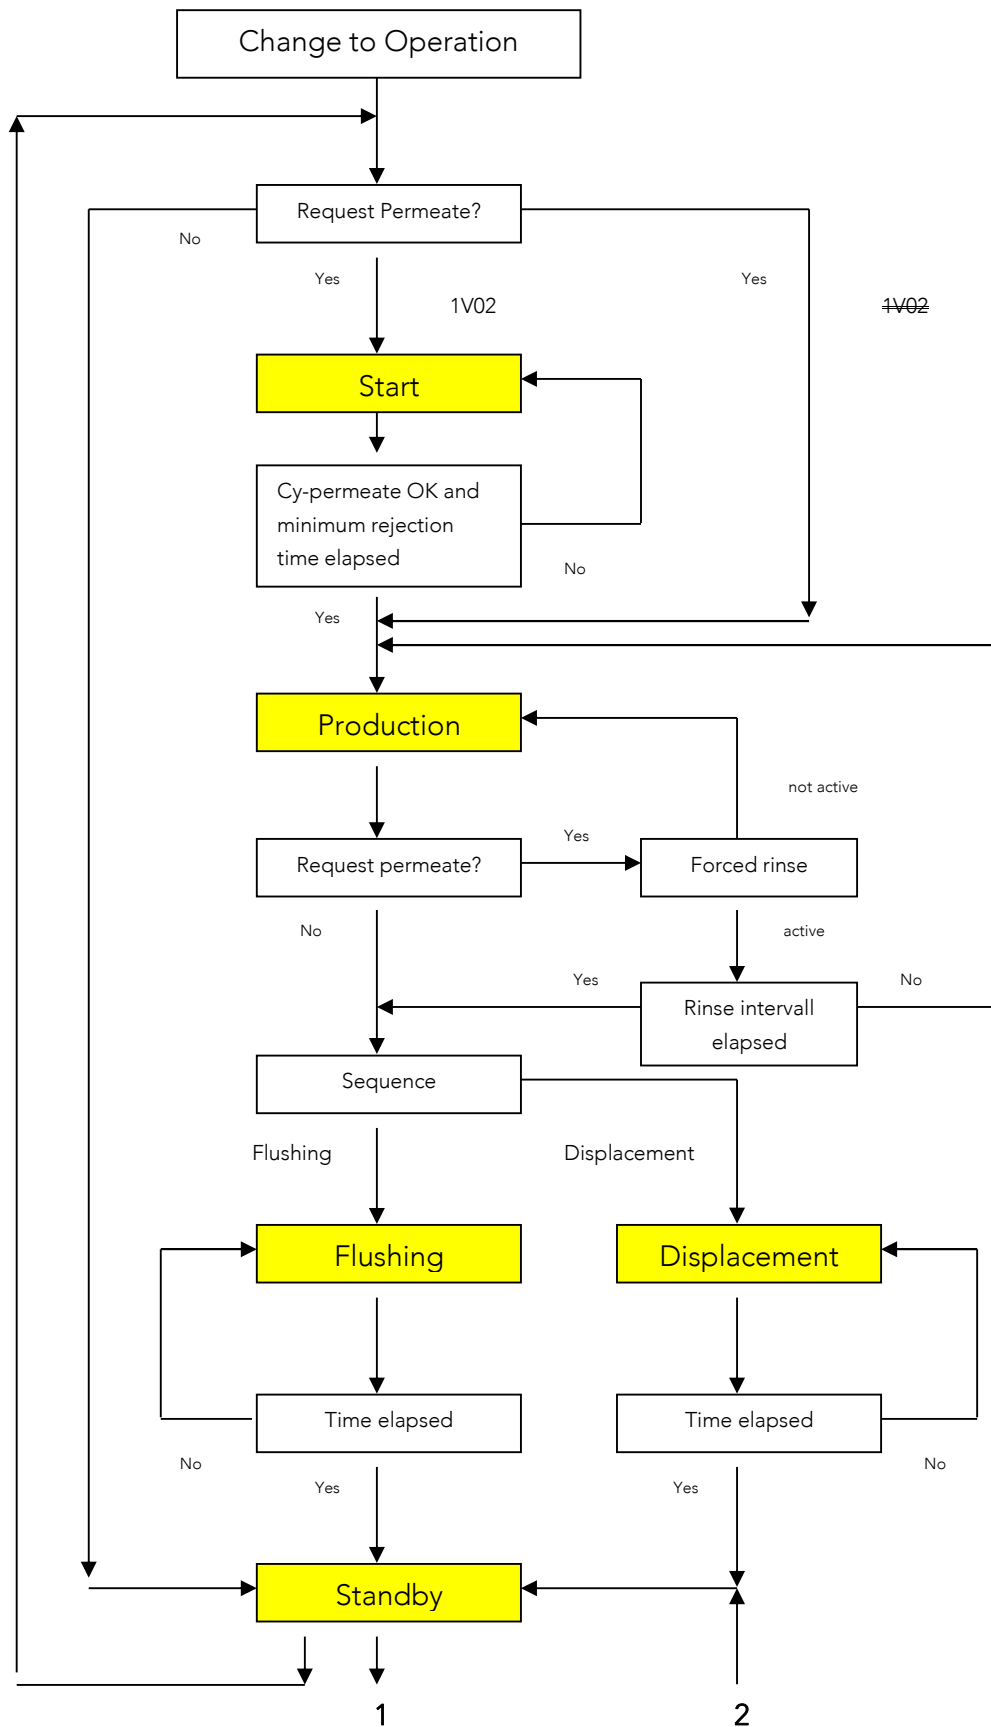 Change to Operation
Request Permeate?
No
Yes
Yes
1V02
1V02
Start
Cy-permeate OK and
minimum rejection
time elapsed
No
Yes
Production
not active
Request permeate?
Yes
Forced rinse
No
active
Yes
No
Rinse intervall
elapsed
Sequence
Flushing
Displacement
Flushing
Displacement
Time elapsed
Time elapsed
No
No
Yes
Yes
Standby
1
2